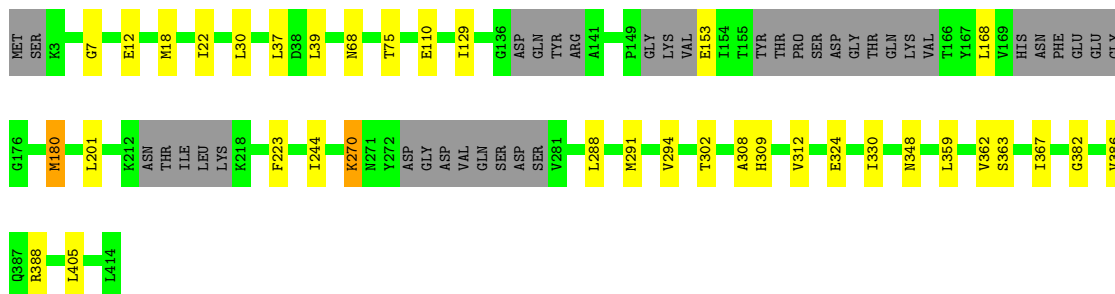 MET SER K3 G7 E12 M18 I22 L30 L37 D38 L39 N68 T75 E110 I129 G136 ASP GLN TYR ARG A141 P149 GLY LYS VAL E153 I154 T155 TYR THR PRO SER ASP GLY THR GLN LYS VAL T166 Y167 L168 V169 HIS ASN PHE GLU GLU GLY
G176 M180 L201 K212 ASN THR ILE LEU LYS K218 F223 I244 K270 N271 Y272 ASP GLY ASP VAL GLN SER ASP SER V281 L288 M291 V294 T302 A308 H309 V312 E324 I330 N348 L359 V362 S363 I367 G382
Q387 R388 L405 L414